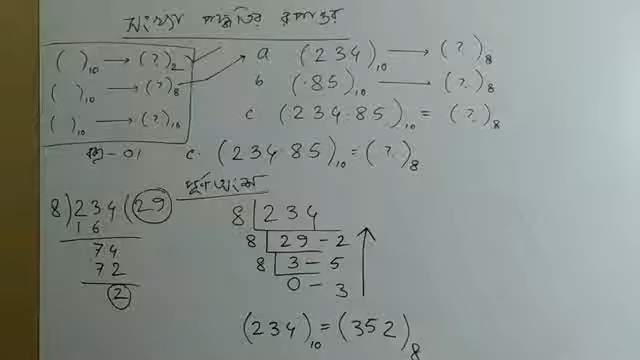 সংখ্যা পদ্ধতির রূপান্তর
( )₁₀ → (?)₂
( )₁₀ → (?)₈
( )₁₀ → (?)₁₆
a (234)₁₀ → (?)₈
b (.85)₁₀ → (?)₈
c (234.85)₁₀ = (?)₈
c. (234.85)₁₀ = (?)₈
পূর্ণ অংশ
8) 234 (29
16
74
72
2
8 | 234
8 | 29 - 2
8 | 3 - 5
0 - 3
(234)₁₀ = (352)₈